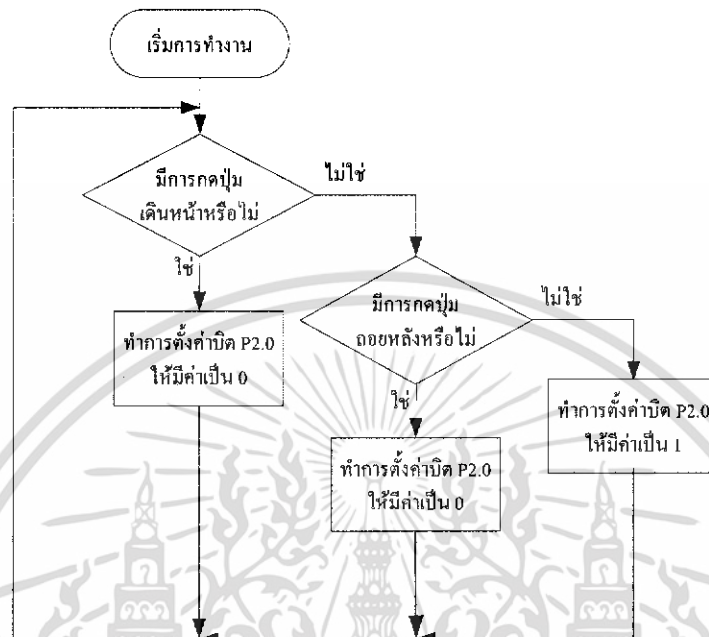 เริ่มการทำงาน
มีการกดปุ่ม
เดินหน้าหรือไม่
ไม่ใช่
ใช่
ทำการตั้งค่าบิต P2.0
ให้มีค่าเป็น 0
มีการกดปุ่ม
ถอยหลังหรือไม่
ไม่ใช่
ใช่
ทำการตั้งค่าบิต P2.0
ให้มีค่าเป็น 0
ทำการตั้งค่าบิต P2.0
ให้มีค่าเป็น 1